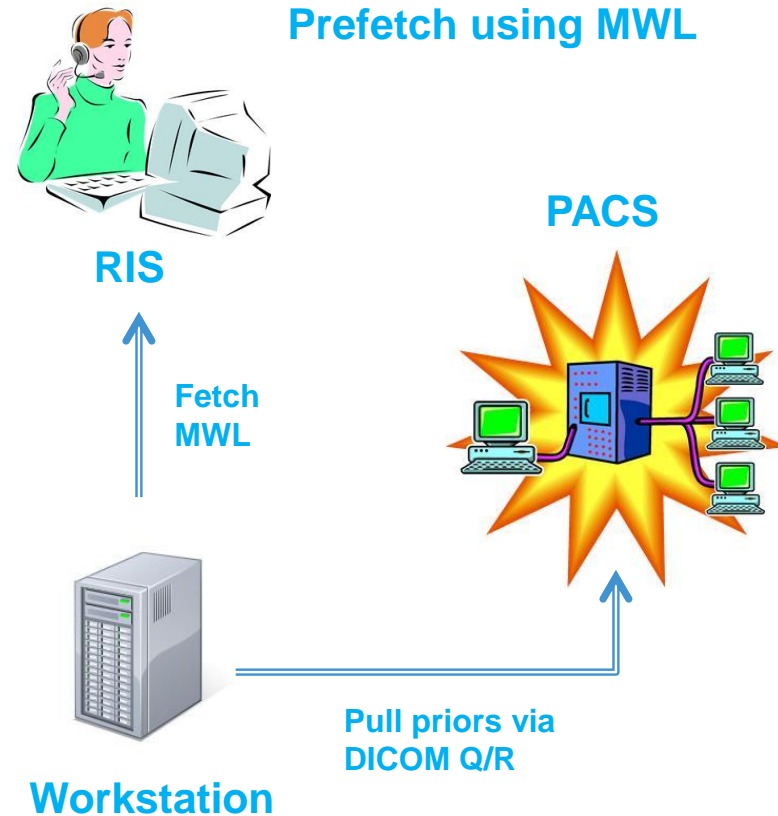 Prefetch using MWL
PACS
RIS
Fetch
MWL
Pull priors via
DICOM Q/R
Workstation